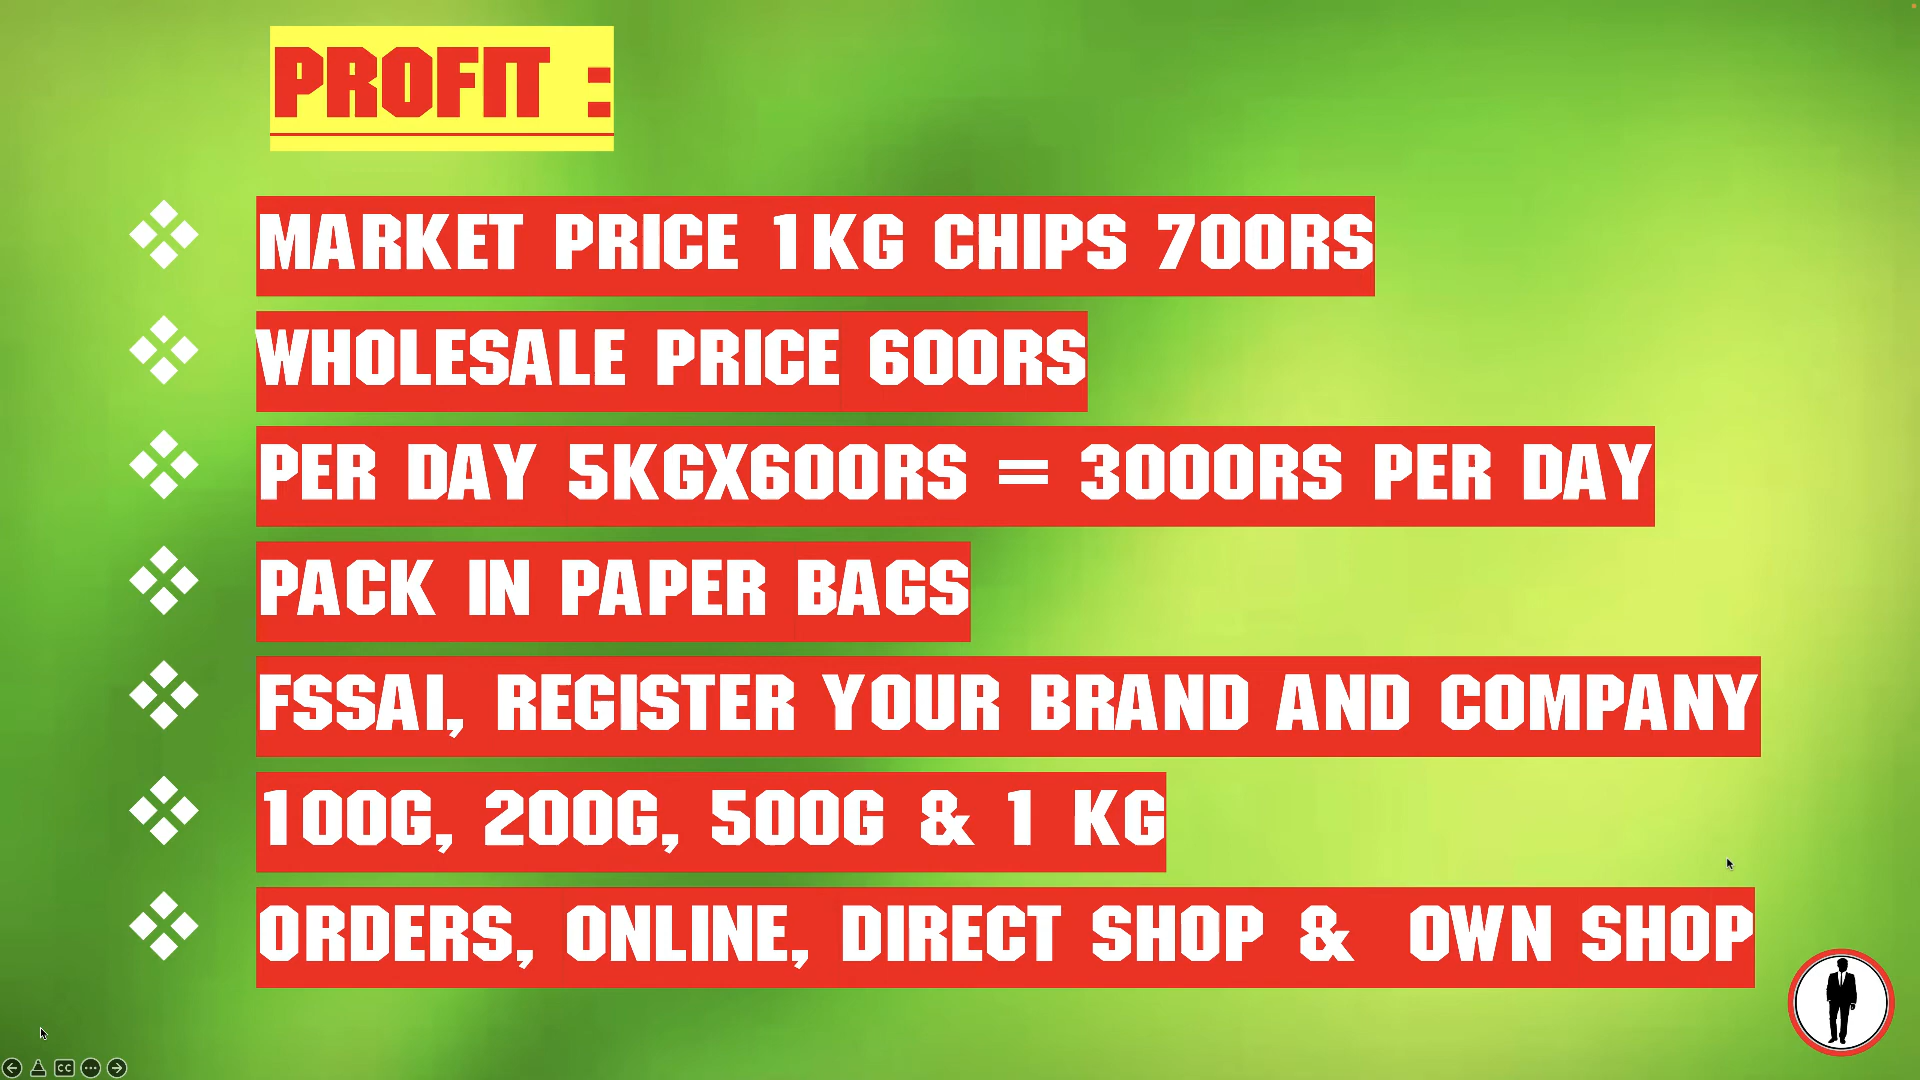 PROFIT :
MARKET PRICE 1KG CHIPS 700RS
WHOLESALE PRICE 600RS
PER DAY 5KGX600RS = 3000RS PER DAY
PACK IN PAPER BAGS
FSSAI, REGISTER YOUR BRAND AND COMPANY
100G, 200G, 500G & 1 KG
ORDERS, ONLINE, DIRECT SHOP & OWN SHOP
CC